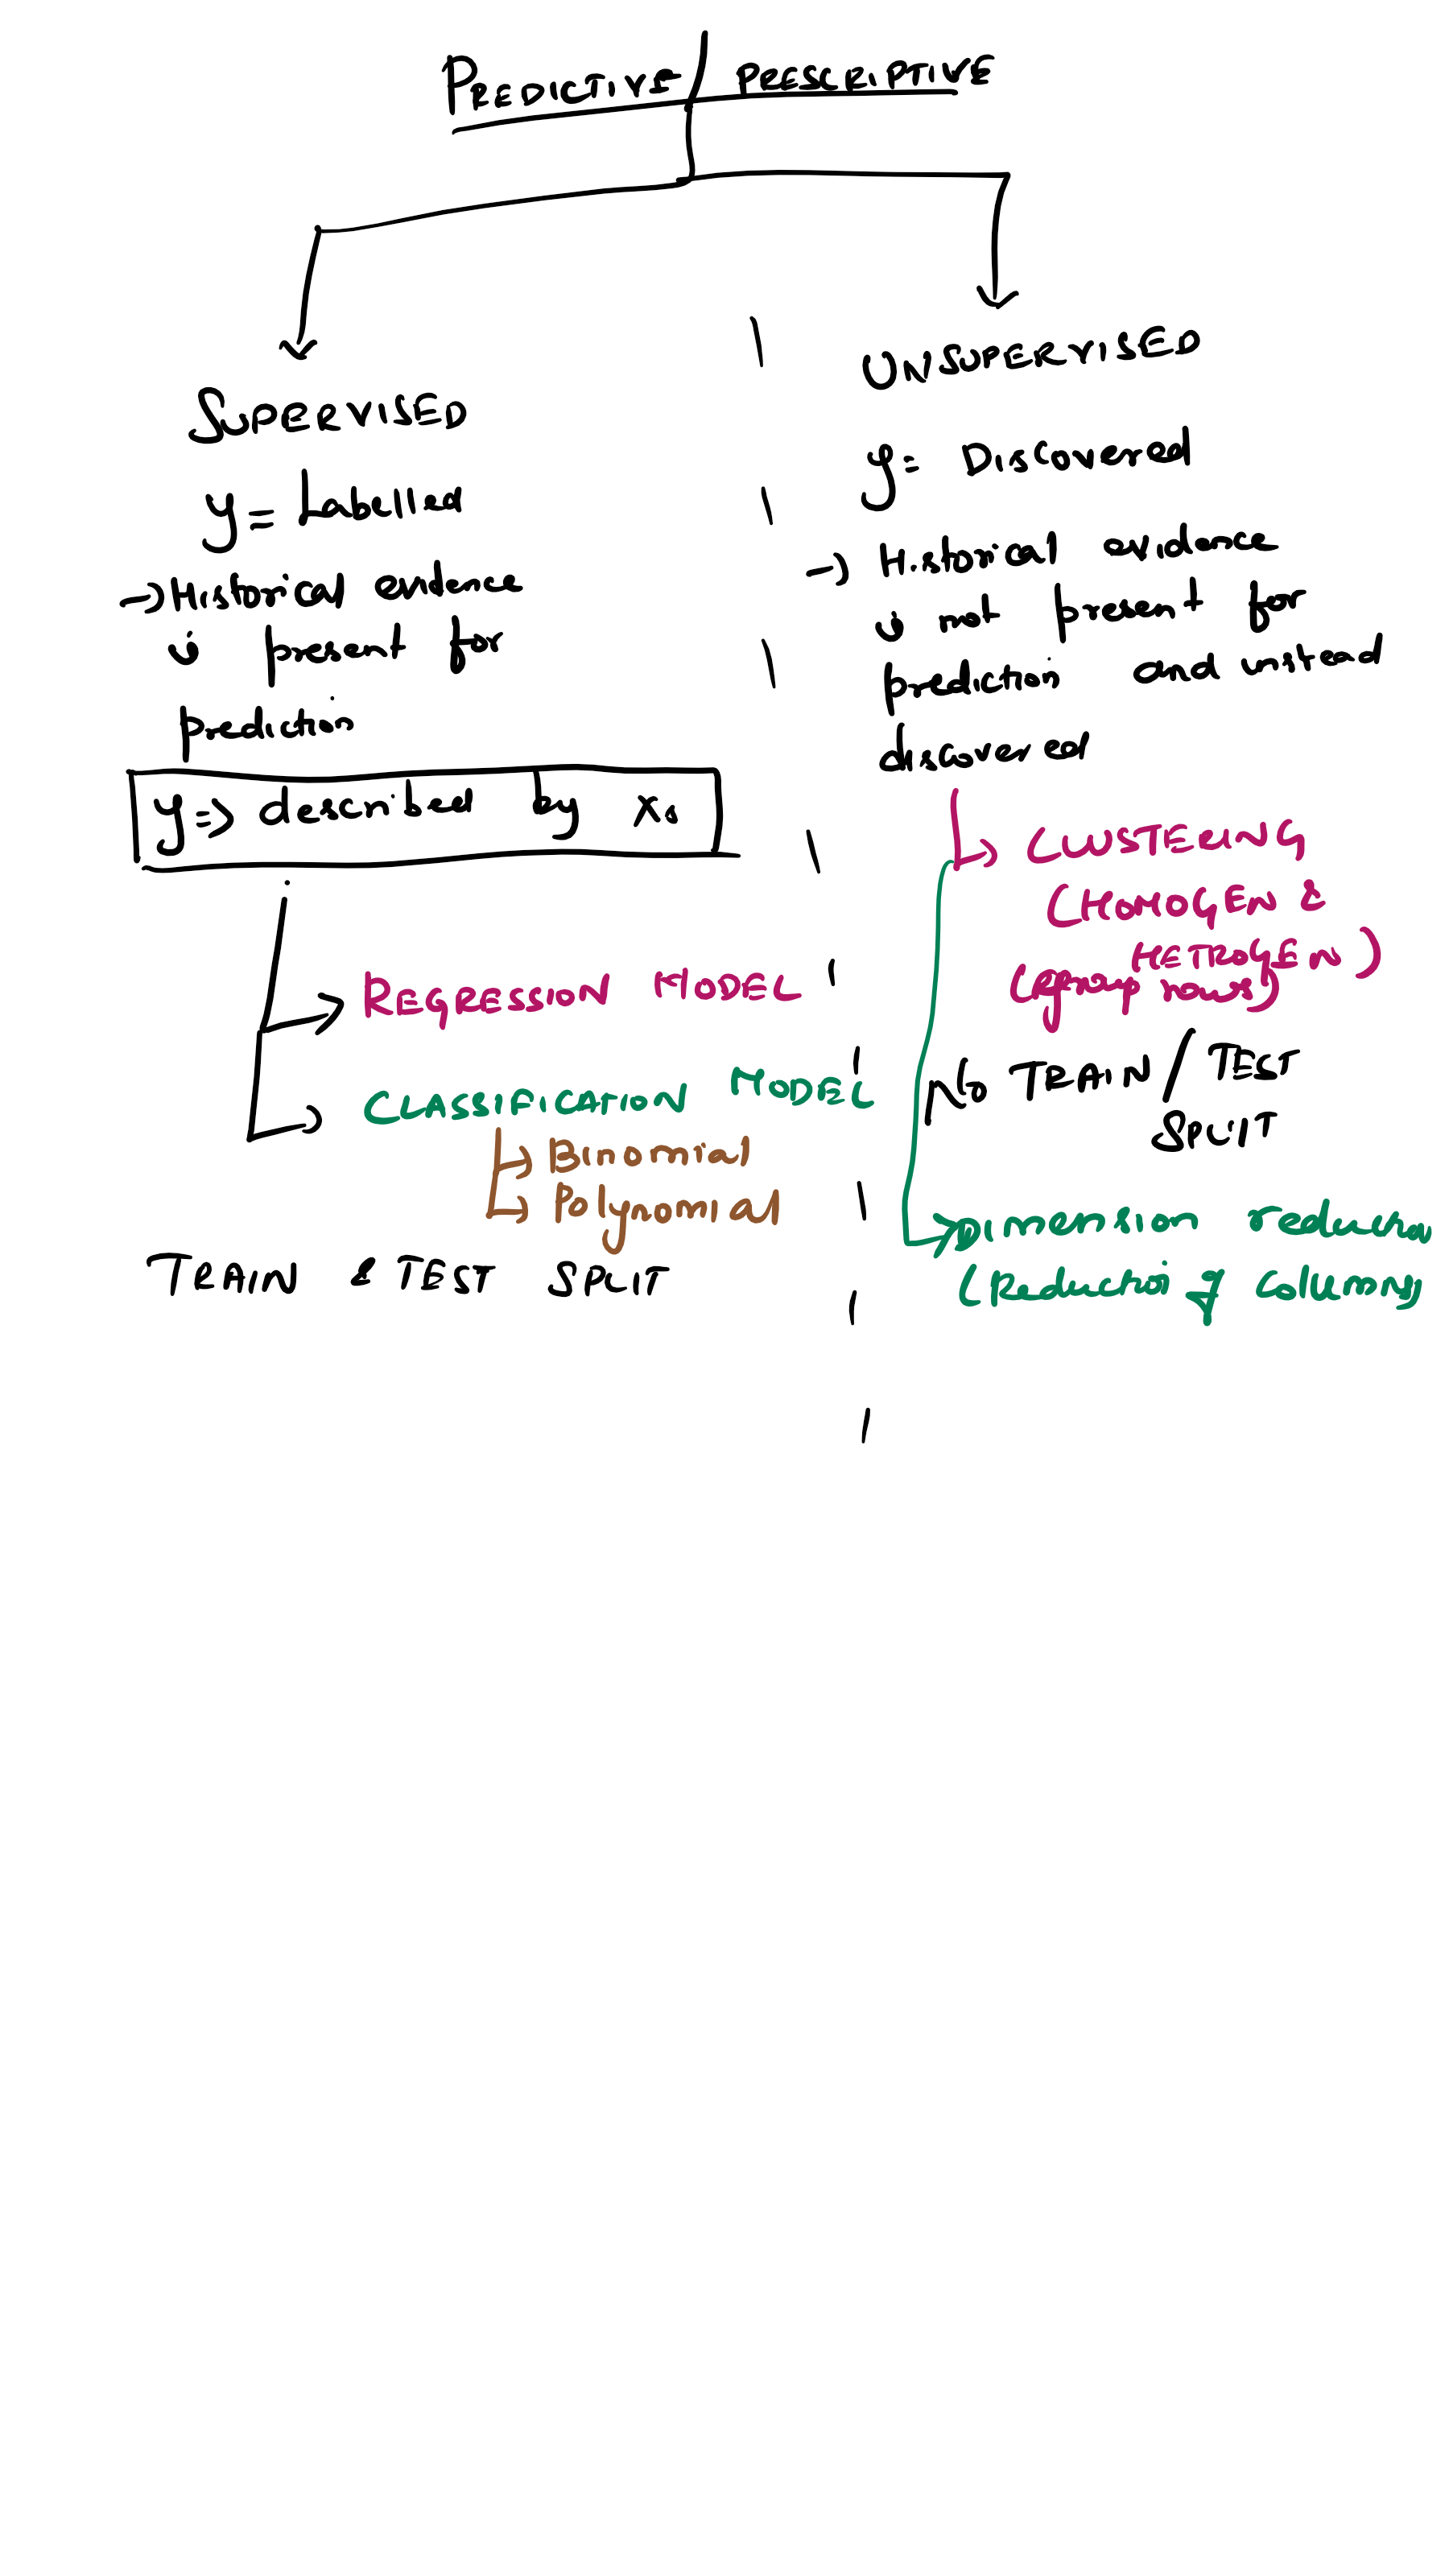 PREDICTIVE / PRESCRIPTIVE
SUPERVISED
y = Labelled
→ Historical evidence
is present for
prediction
y => described by xs
REGRESSION MODEL
CLASSIFICATION MODEL
Binomial
Polynomial
TRAIN & TEST SPLIT
UNSUPERVISED
y = Discovered
→ Historical evidence
is not present for
prediction and instead
discovered
CLUSTERING
(HOMOGEN &
HETROGEN)
(group rows)
No TRAIN / TEST
SPLIT
Dimension reduction
(Reduction of columns)